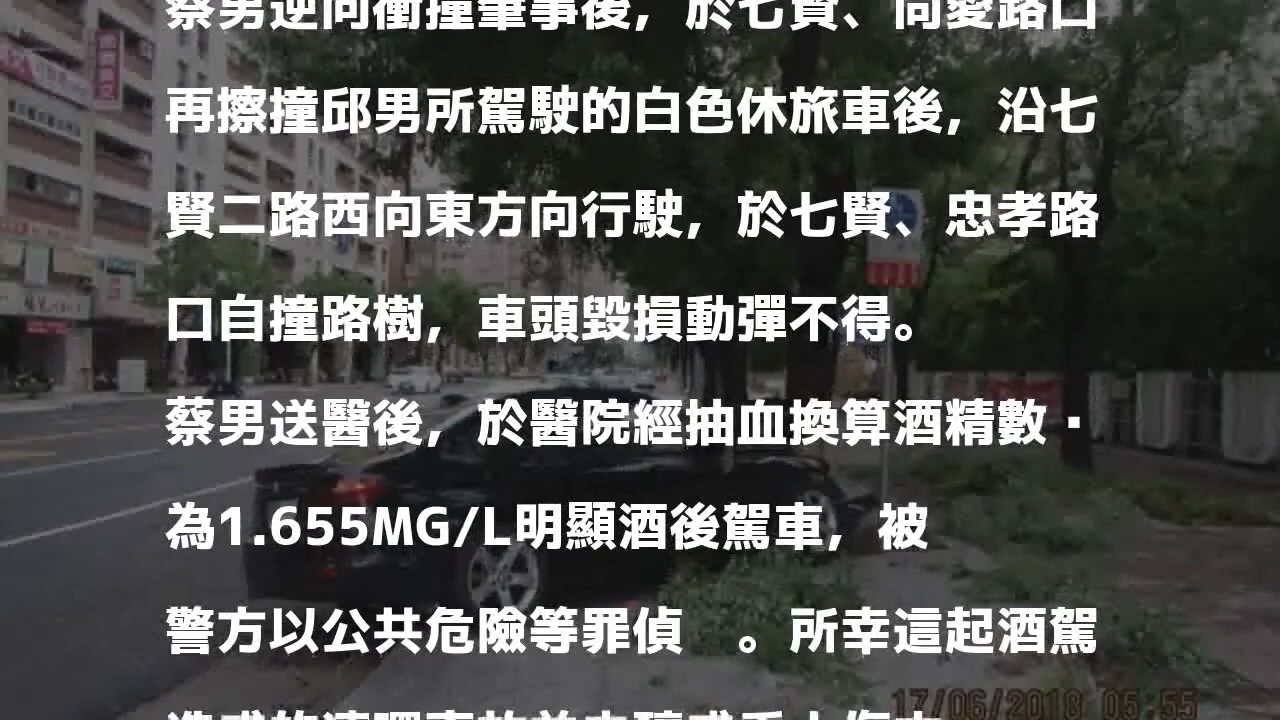 蔡男逆向衝撞肇事後，於七賢、尚愛路口
再擦撞邱男所駕駛的白色休旅車後，沿七
賢二路西向東方向行駛，於七賢、忠孝路
口自撞路樹，車頭毀損動彈不得。
蔡男送醫後，於醫院經抽血換算酒精數·
為1.655MG/L明顯酒後駕車，被
警方以公共危險等罪偵　。所幸這起酒駕
17/06/2018 05:55